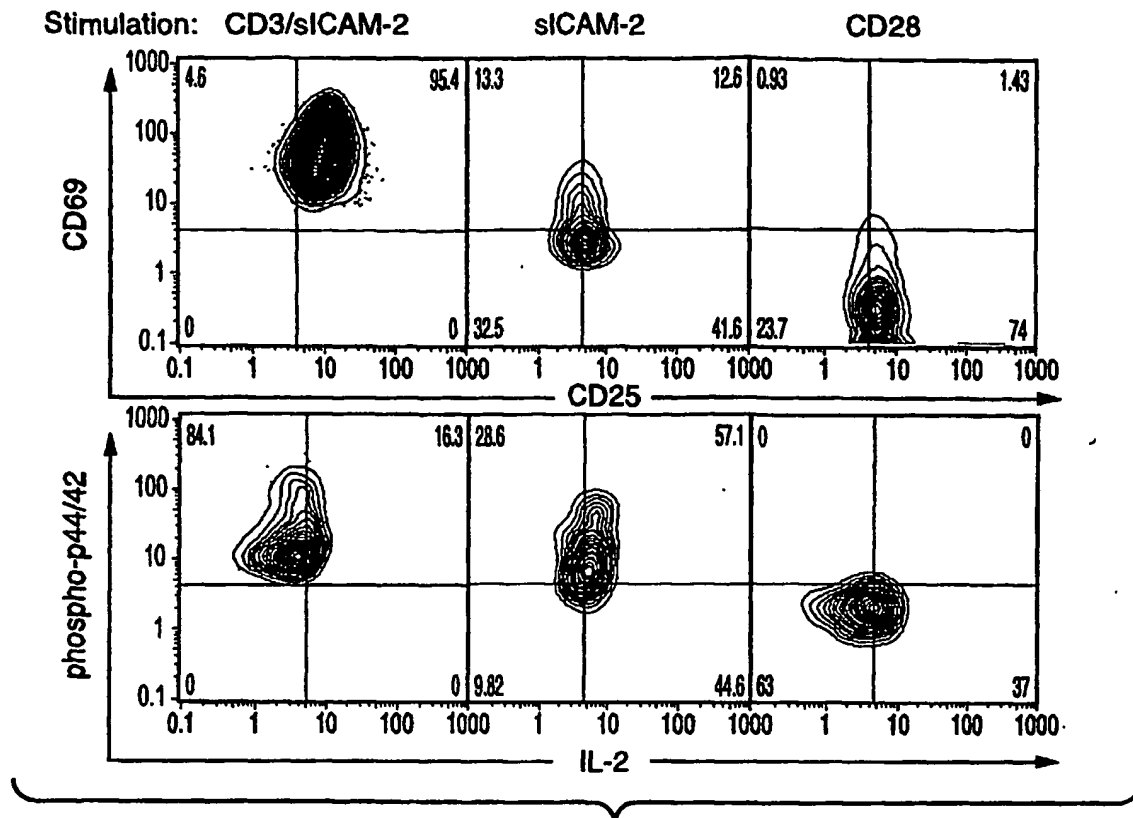 Stimulation: CD3/sICAM-2 sICAM-2 CD28
1000 4.6 95.4 13.3 12.6 0.93 1.43
100
10
1
0.1 0 0 32.5 41.6 23.7 74
CD69
0.1 1 10 100 1000 1 10 100 1000 1 10 100 1000
CD25
1000 84.1 16.3 28.6 57.1 0 0
100
10
1
0.1 0 0 9.82 44.6 63 37
phospho-p44/42
0.1 1 10 100 1000 1 10 100 1000 1 10 100 1000
IL-2